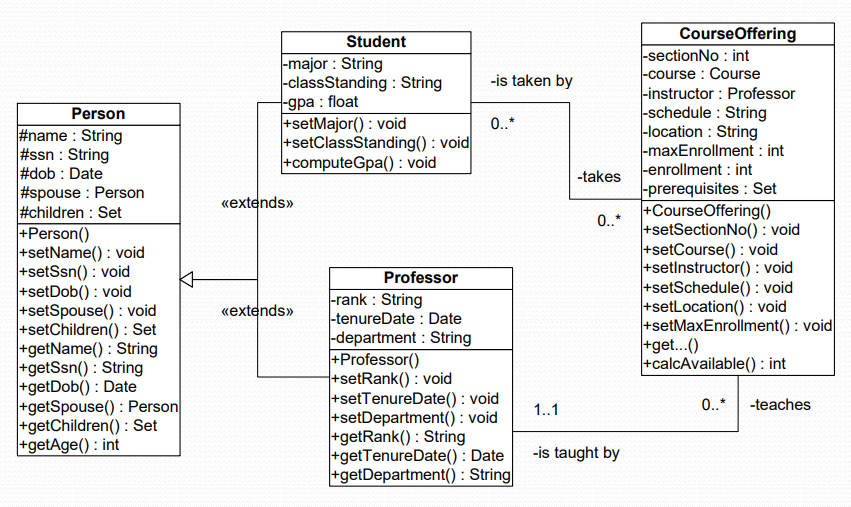 Person
#name : String
#ssn : String
#dob : Date
#spouse : Person
#children : Set
+Person()
+setName() : void
+setSsn() : void
+setDob() : void
+setSpouse() : void
+setChildren() : Set
+getName() : String
+getSsn() : String
+getDob() : Date
+getSpouse() : Person
+getChildren() : Set
+getAge() : int
«extends»
«extends»
Student
-major : String
-classStanding : String
-gpa : float
+setMajor() : void
+setClassStanding() : void
+computeGpa() : void
-is taken by
0..*
-takes
0..*
Professor
-rank : String
-tenureDate : Date
-department : String
+Professor()
+setRank() : void
+setTenureDate() : void
+setDepartment() : void
+getRank() : String
+getTenureDate() : Date
+getDepartment() : String
1..1
-is taught by
0..*
-teaches
CourseOffering
-sectionNo : int
-course : Course
-instructor : Professor
-schedule : String
-location : String
-maxEnrollment : int
-enrollment : int
-prerequisites : Set
+CourseOffering()
+setSectionNo() : void
+setCourse() : void
+setInstructor() : void
+setSchedule() : void
+setLocation() : void
+setMaxEnrollment() : void
+get...()
+calcAvailable() : int